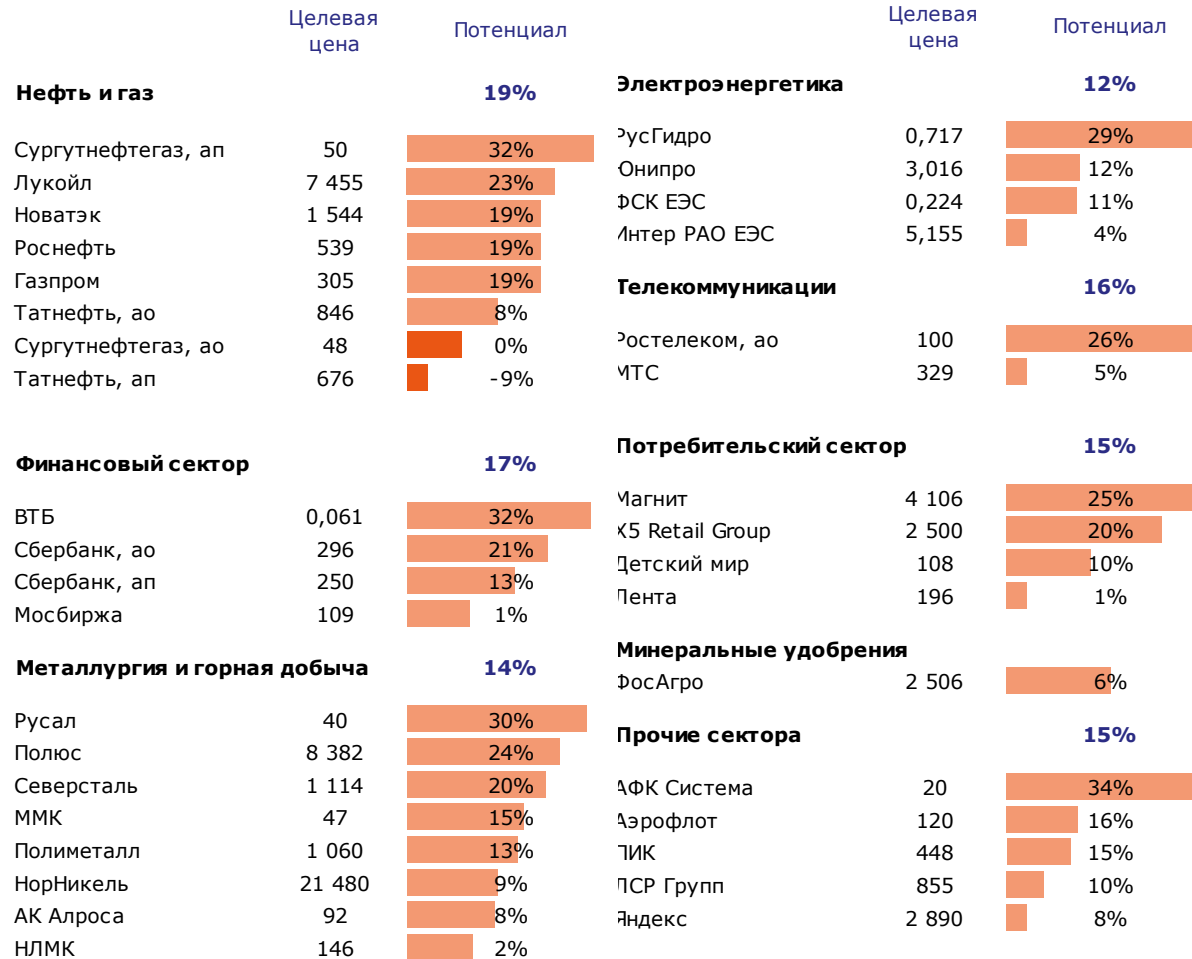 Целевая цена Потенциал
Нефть и газ 19%
Сургутнефтегаз, ап 50 32%
Лукойл 7 455 23%
Новатэк 1 544 19%
Роснефть 539 19%
Газпром 305 19%
Татнефть, ао 846 8%
Сургутнефтегаз, ао 48 0%
Татнефть, ап 676 -9%
Финансовый сектор 17%
ВТБ 0,061 32%
Сбербанк, ао 296 21%
Сбербанк, ап 250 13%
Мосбиржа 109 1%
Металлургия и горная добыча 14%
Русал 40 30%
Полюс 8 382 24%
Северсталь 1 114 20%
ММК 47 15%
Полиметалл 1 060 13%
НорНикель 21 480 9%
АК Алроса 92 8%
НЛМК 146 2%
Целевая цена Потенциал
Электроэнергетика 12%
РусГидро 0,717 29%
Юнипро 3,016 12%
ФСК ЕЭС 0,224 11%
Интер РАО ЕЭС 5,155 4%
Телекоммуникации 16%
Ростелеком, ао 100 26%
МТС 329 5%
Потребительский сектор 15%
Магнит 4 106 25%
X5 Retail Group 2 500 20%
Детский мир 108 10%
Лента 196 1%
Минеральные удобрения
ФосАгро 2 506 6%
Прочие сектора 15%
АФК Система 20 34%
Аэрофлот 120 16%
ПИК 448 15%
ЛСР Групп 855 10%
Яндекс 2 890 8%